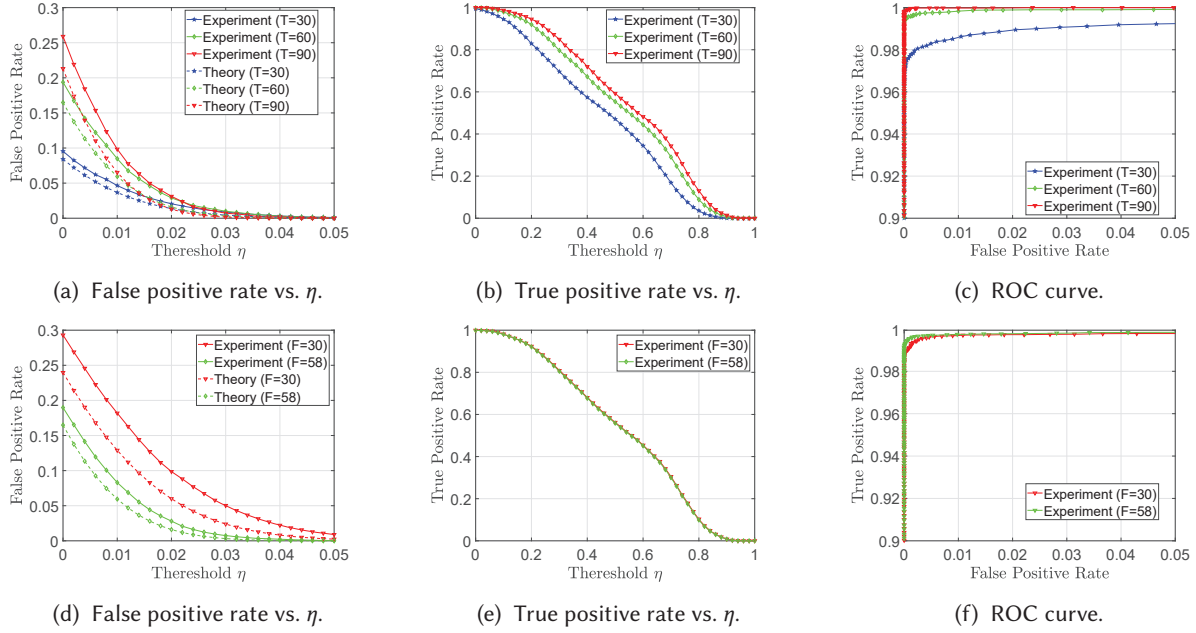 False Positive Rate
0.3
0.25
0.2
0.15
0.1
0.05
0
Experiment (T=30)
Experiment (T=60)
Experiment (T=90)
Theory (T=30)
Theory (T=60)
Theory (T=90)
0 0.01 0.02 0.03 0.04 0.05
Thereshold η
(a) False positive rate vs. η.
True Positive Rate
1
0.8
0.6
0.4
0.2
0
Experiment (T=30)
Experiment (T=60)
Experiment (T=90)
0 0.2 0.4 0.6 0.8 1
Thereshold η
(b) True positive rate vs. η.
True Positive Rate
1
0.98
0.96
0.94
0.92
0.9
Experiment (T=30)
Experiment (T=60)
Experiment (T=90)
0 0.01 0.02 0.03 0.04 0.05
False Positive Rate
(c) ROC curve.
False Positive Rate
0.3
0.25
0.2
0.15
0.1
0.05
0
Experiment (F=30)
Experiment (F=58)
Theory (F=30)
Theory (F=58)
0 0.01 0.02 0.03 0.04 0.05
Thereshold η
(d) False positive rate vs. η.
True Positive Rate
1
0.8
0.6
0.4
0.2
0
Experiment (F=30)
Experiment (F=58)
0 0.2 0.4 0.6 0.8 1
Thereshold η
(e) True positive rate vs. η.
True Positive Rate
1
0.98
0.96
0.94
0.92
0.9
Experiment (F=30)
Experiment (F=58)
0 0.01 0.02 0.03 0.04 0.05
False Positive Rate
(f) ROC curve.